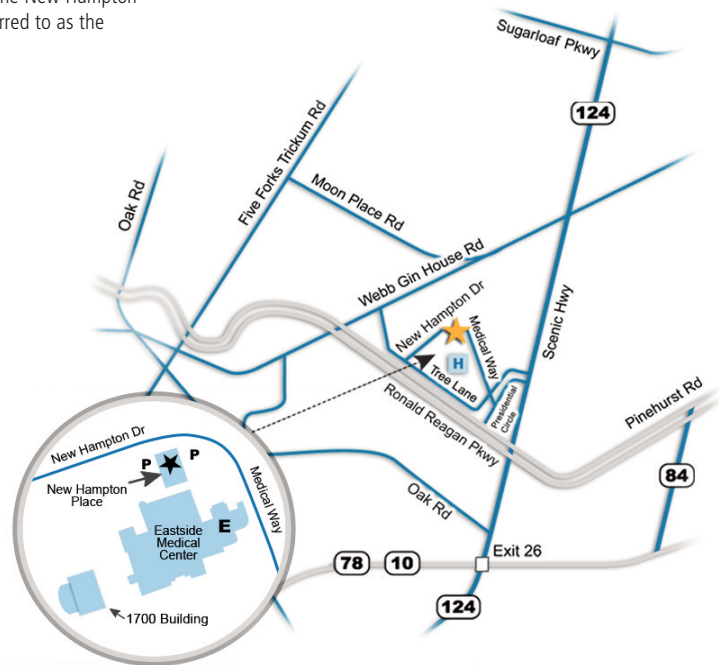 the New Hampton
rred to as the
Sugarloaf Pkwy
124
Five Forks Trickum Rd
Oak Rd
Moon Place Rd
Webb Gin House Rd
New Hampton Dr
Medical Way
Scenic Hwy
H
Tree Lane
Presidential
Circle
Ronald Reagan Pkwy
Pinehurst Rd
84
Oak Rd
Exit 26
78
10
124
New Hampton Dr
P
P
New Hampton
Place
Medical Way
E
Eastside
Medical
Center
1700 Building